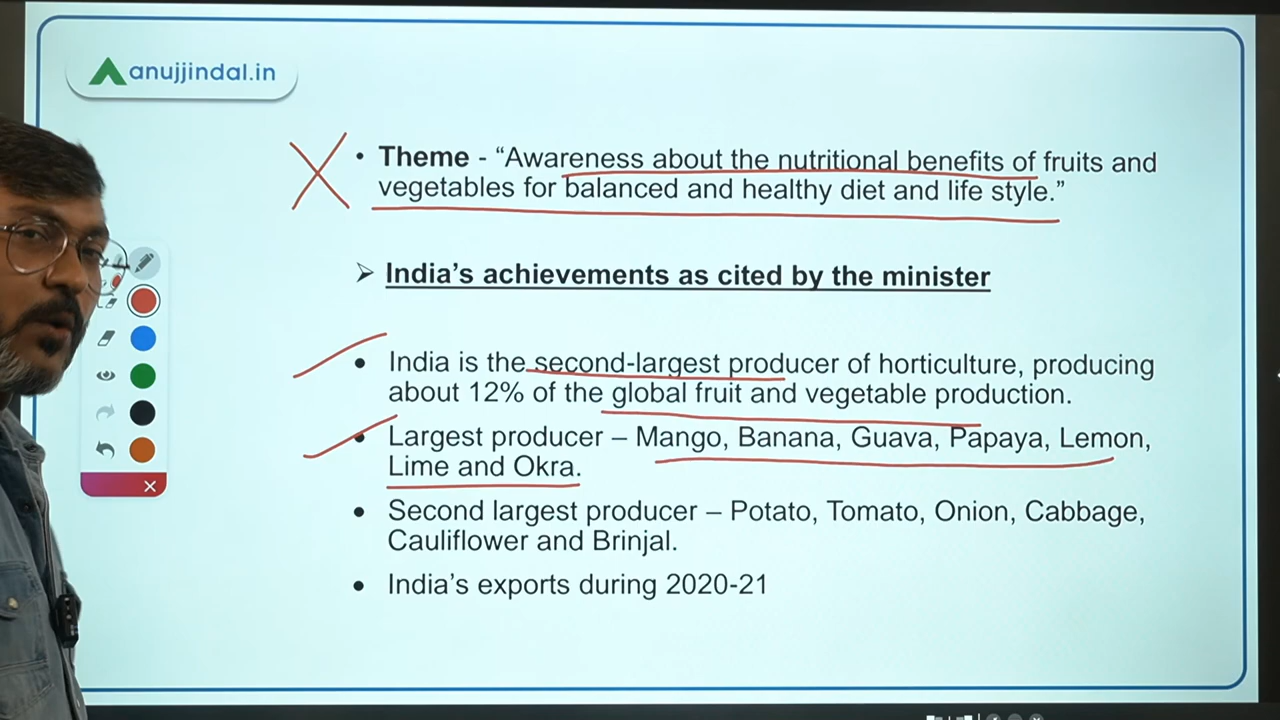 anujjindal.in
• Theme - “Awareness about the nutritional benefits of fruits and
vegetables for balanced and healthy diet and life style.”
➢ India’s achievements as cited by the minister
• India is the second-largest producer of horticulture, producing
about 12% of the global fruit and vegetable production.
• Largest producer – Mango, Banana, Guava, Papaya, Lemon,
Lime and Okra.
• Second largest producer – Potato, Tomato, Onion, Cabbage,
Cauliflower and Brinjal.
• India’s exports during 2020-21